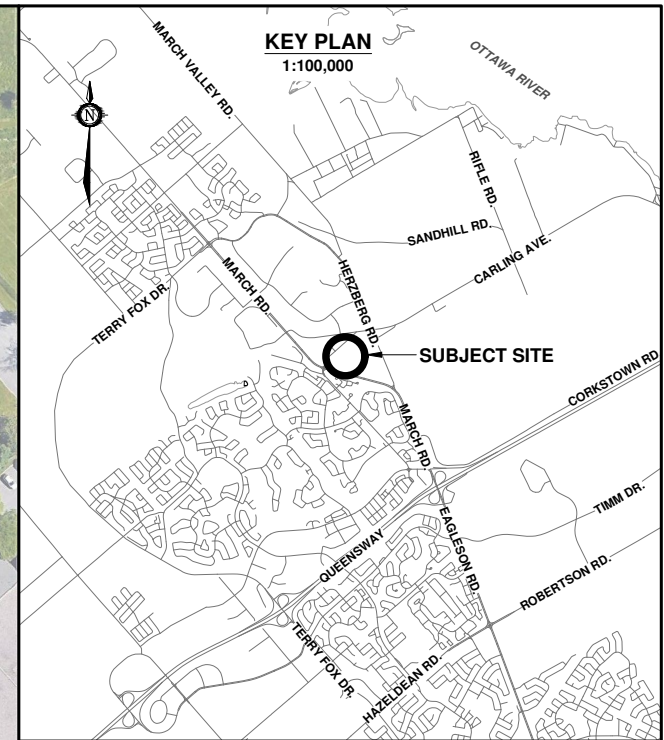 KEY PLAN
1:100,000
N
MARCH VALLEY RD.
OTTAWA RIVER
RIFLE RD.
SANDHILL RD.
CARLING AVE.
HERZBERG RD.
MARCH RD.
TERRY FOX DR.
SUBJECT SITE
CORKSTOWN RD
MARCH RD.
TIMM DR.
EAGLESON RD.
QUEENSWAY
ROBERTSON RD.
TERRY FOX DR.
HAZELDEAN RD.